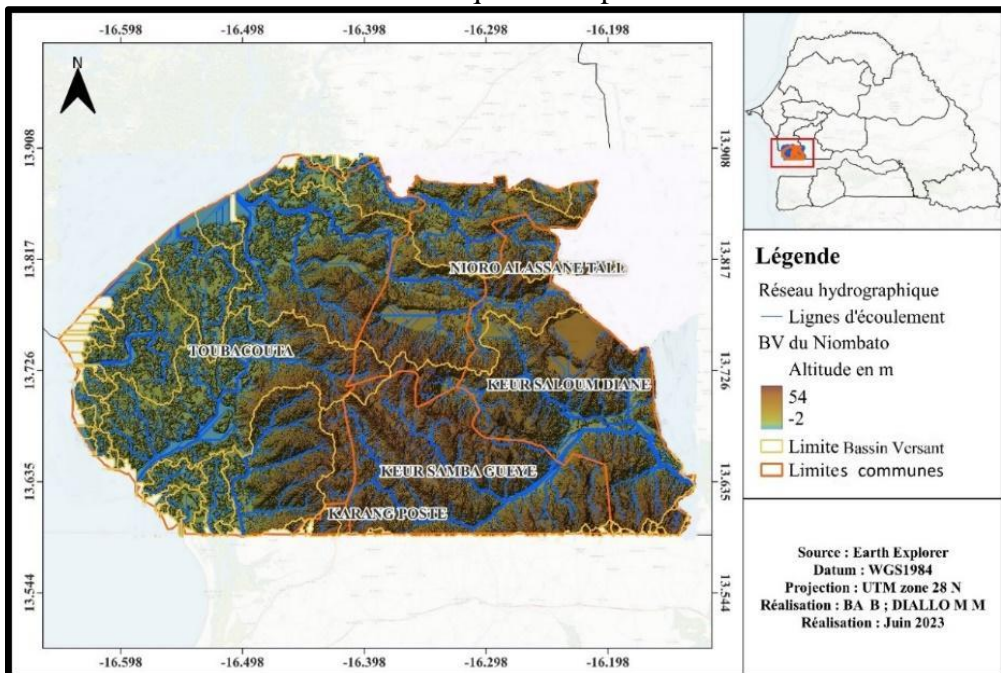 -16.598 -16.498 -16.398 -16.298 -16.198
N
13.908 13.908
13.817 13.817
NIORO ALASSANE TALL
TOUBACOUTA
13.726 13.726
KEUR SALOUM DIANE
KEUR SAMBA GUEYE
13.635 13.635
KARANG POSTE
13.544 13.544
-16.598 -16.498 -16.398 -16.298 -16.198
Légende
Réseau hydrographique
Lignes d'écoulement
BV du Niombato
Altitude en m
54
-2
Limite Bassin Versant
Limites communes
Source : Earth Explorer
Datum : WGS1984
Projection : UTM zone 28 N
Réalisation : BA B ; DIALLO M M
Réalisation : Juin 2023